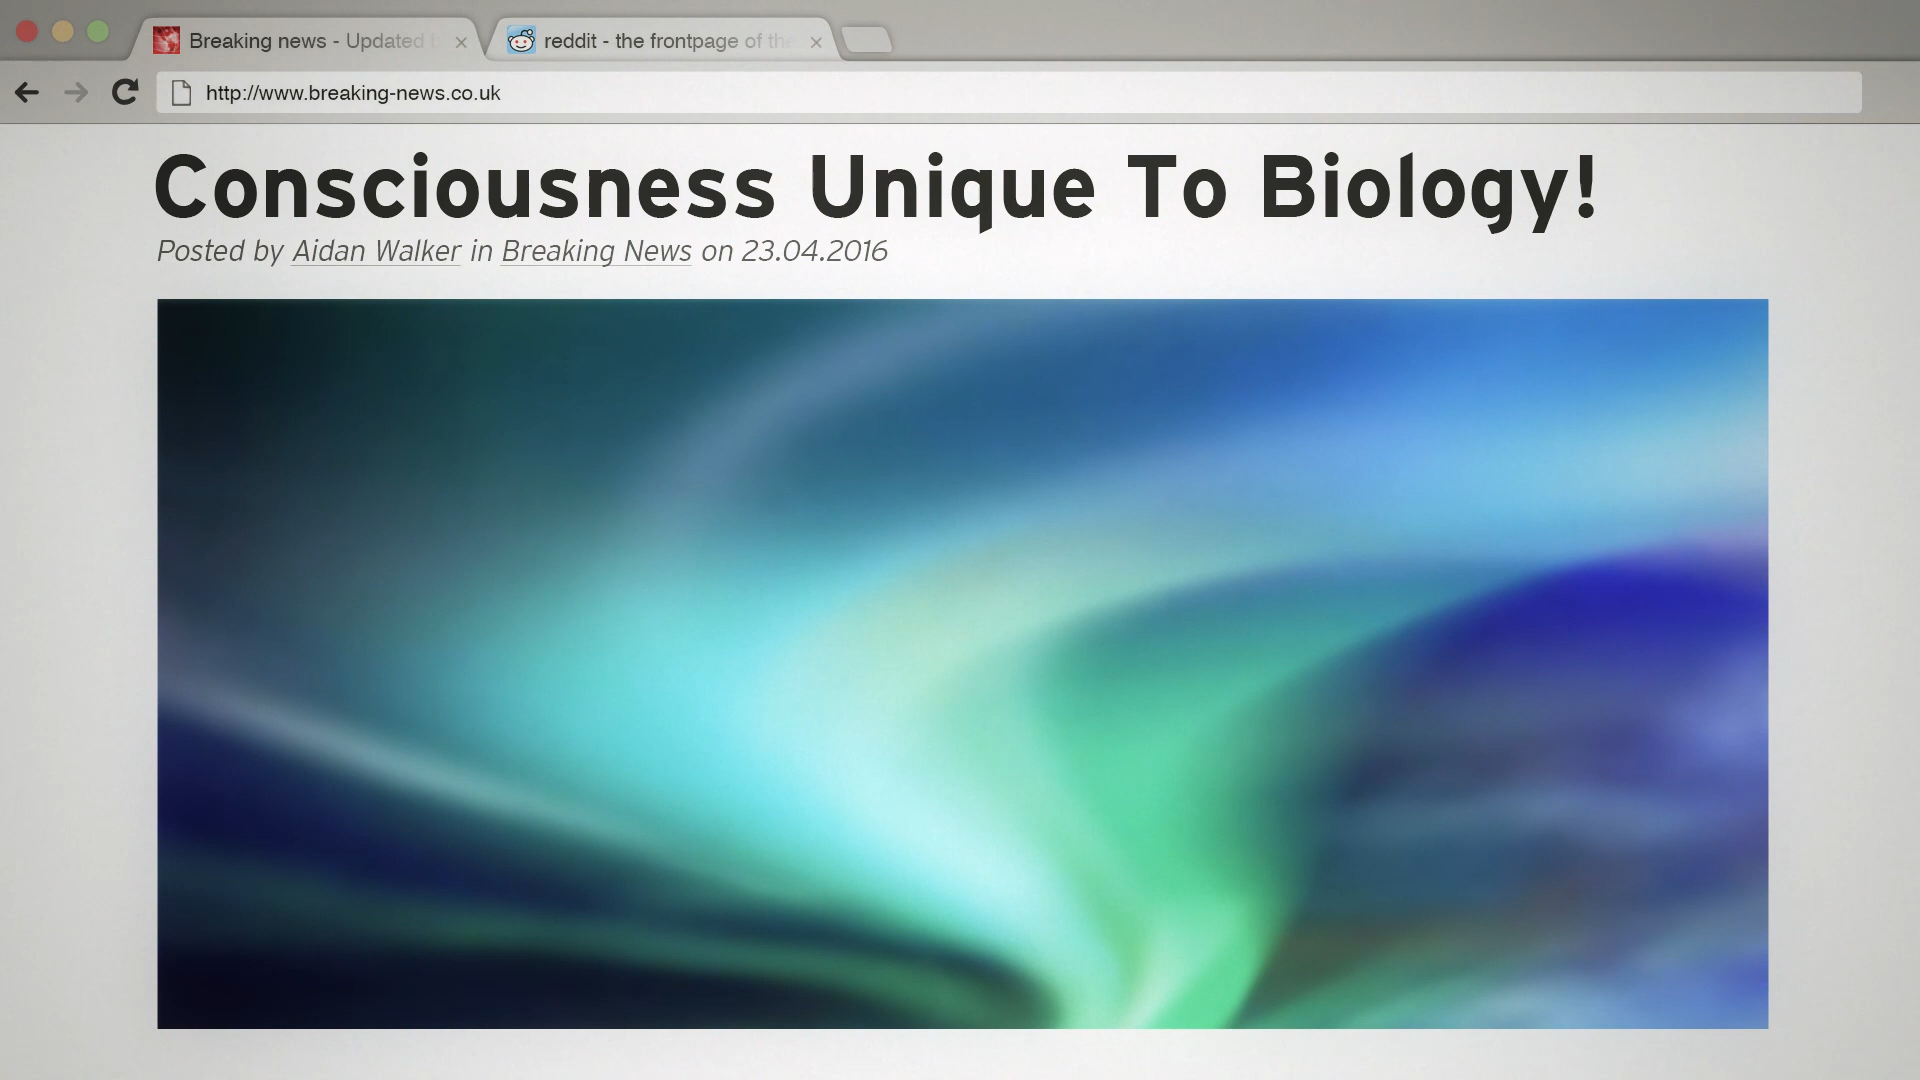 Breaking news - Updated
reddit - the frontpage of the
http://www.breaking-news.co.uk
Consciousness Unique To Biology!
Posted by Aidan Walker in Breaking News on 23.04.2016